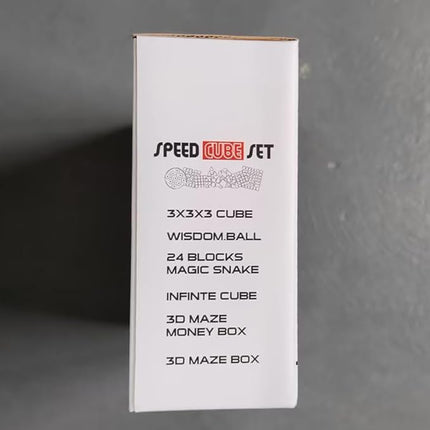 SPEED CUBE SET
3X3X3 CUBE
WISDOM.BALL
24 BLOCKS
MAGIC SNAKE
INFINTE CUBE
3D MAZE
MONEY BOX
3D MAZE BOX